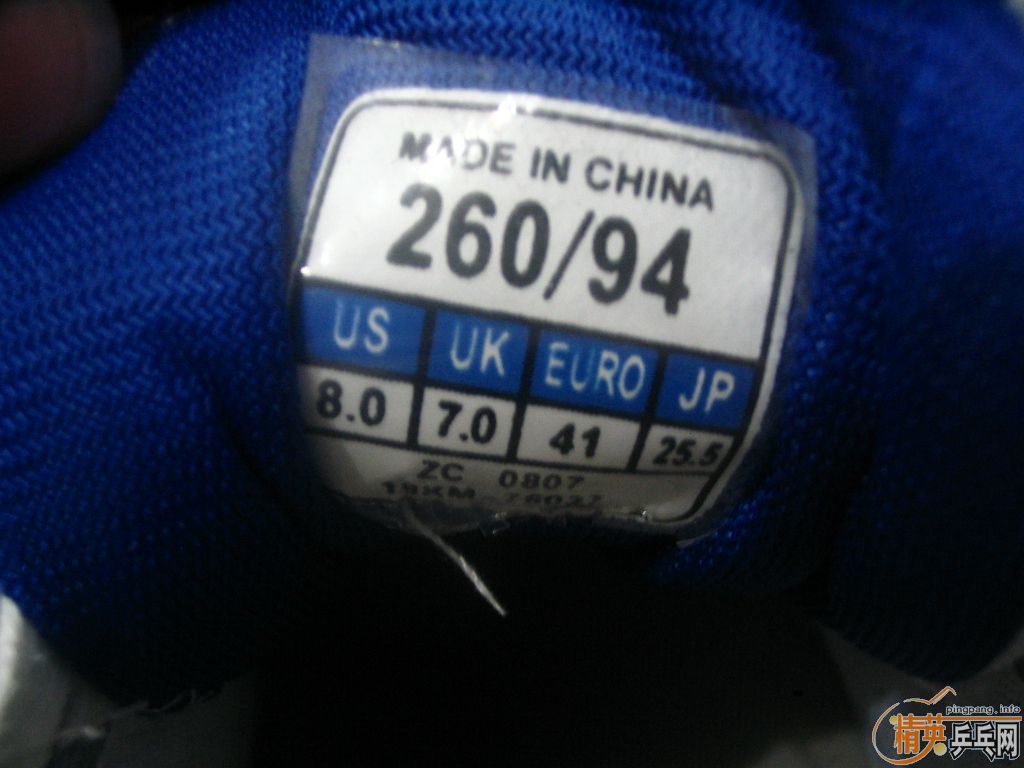 MADE IN CHINA
260/94
US UK EURO JP
8.0 7.0 41 25.5
ZC 0807
pingpang.info
精英乒乓网